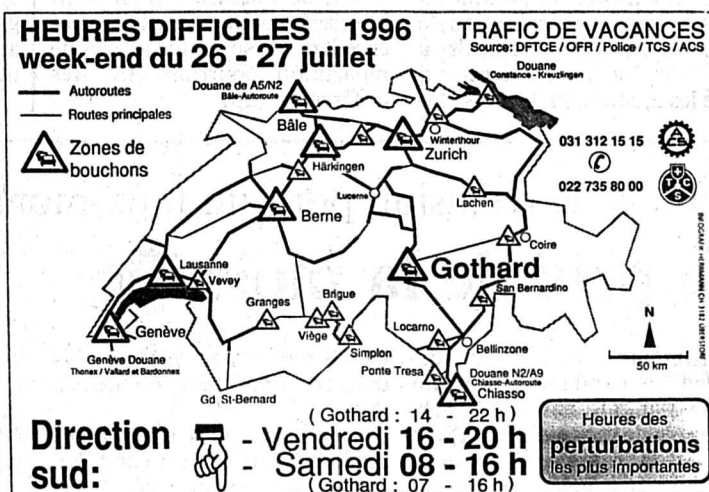 HEURES DIFFICILES 1996
week-end du 26 - 27 juillet
TRAFIC DE VACANCES
Source: DFTCE / OFR / Police / TCS / ACS
Autoroutes
Routes principales
Zones de
bouchons
Douane de A5/N2
Bâle-Autoroute
Douane
Constance - Kreuzlingen
Bâle
Härkingen
Winterthour
Zurich
031 312 15 15
022 735 80 00
ACS
TCS
Lucerne
Lachen
Berne
Coire
Lausanne
Vevey
Gothard
San Bernardino
Granges
Brigue
Viège
Simplon
Locarno
Bellinzone
Ponte Tresa
Genève
Genève Douane
Thonex / Vallard et Bardonnex
Gd. St-Bernard
Douane N2/A9
Chiasso-Autoroute
Chiasso
N
50 km
Direction
sud:
( Gothard : 14 - 22 h )
- Vendredi 16 - 20 h
- Samedi 08 - 16 h
( Gothard : 07 - 16 h )
Heures des
perturbations
les plus importantes